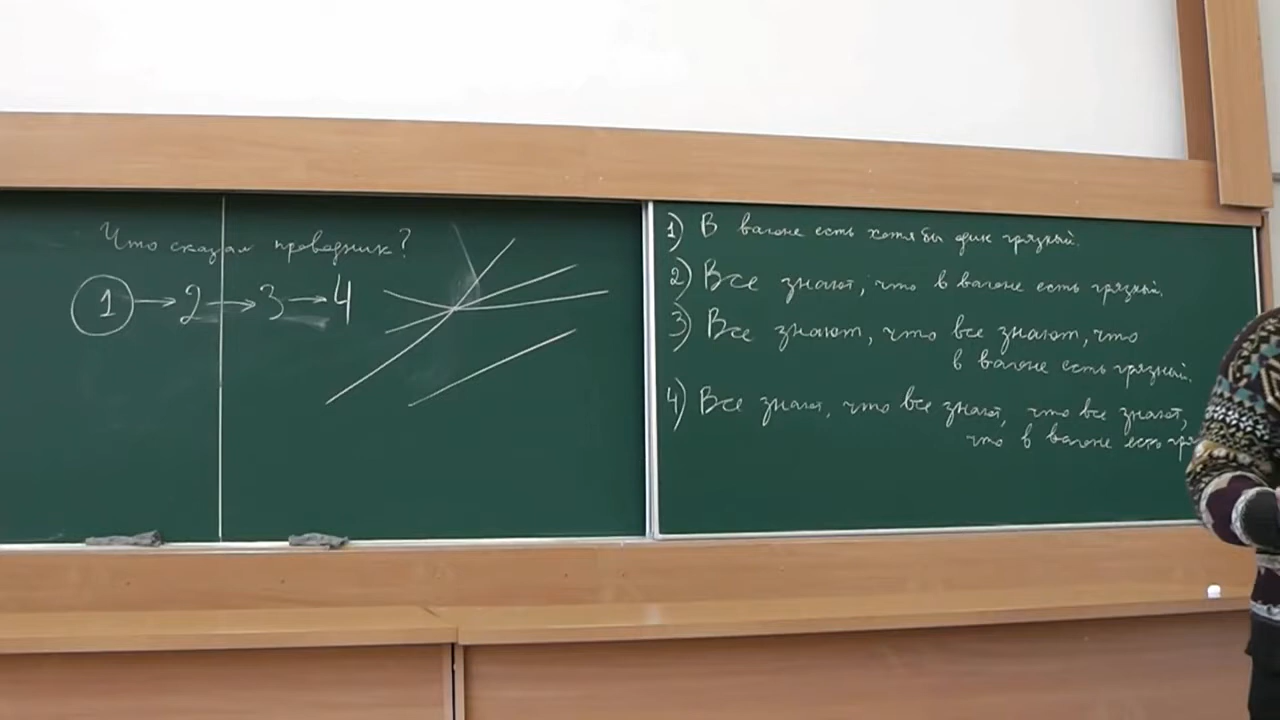 Что сказал проводник?
1 → 2 → 3 → 4
1) В вагоне есть хотя бы один грязный.
2) Все знают, что в вагоне есть грязный.
3) Все знают, что все знают, что
в вагоне есть грязный.
4) Все знают, что все знают, что все знают,
что в вагоне есть гря